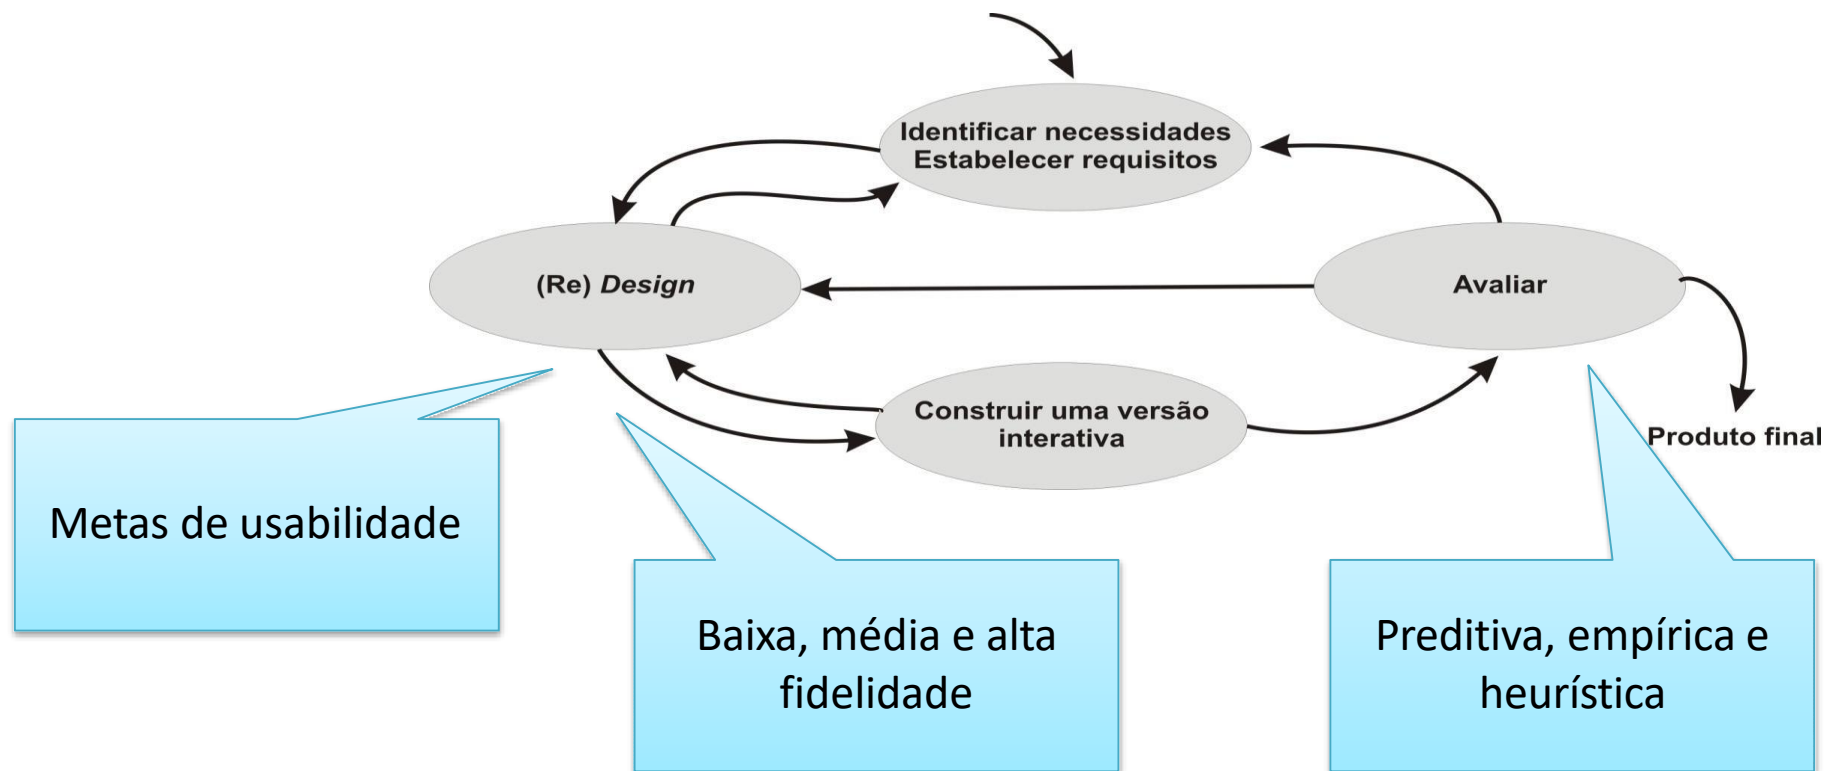 Identificar necessidades
Estabelecer requisitos
(Re) Design
Avaliar
Construir uma versão
interativa
Produto final
Metas de usabilidade
Baixa, média e alta
fidelidade
Preditiva, empírica e
heurística